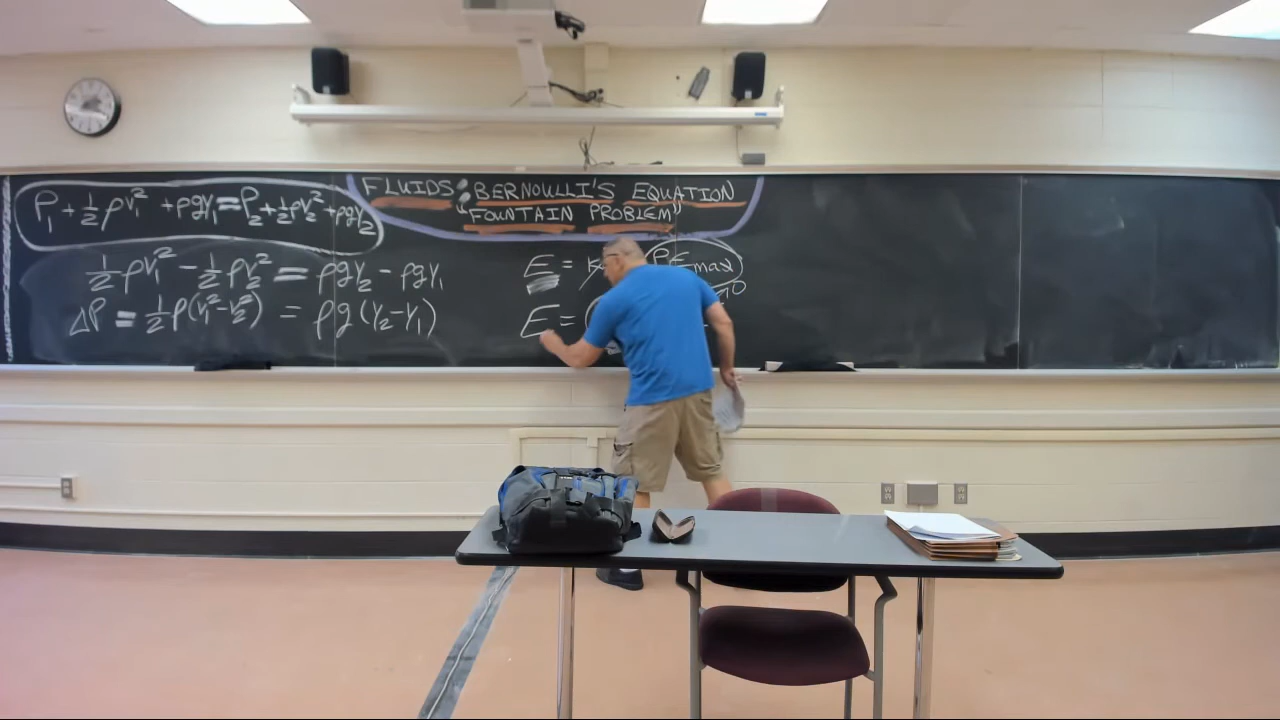 FLUIDS: BERNOULLI'S EQUATION
"FOUNTAIN PROBLEM"
P₁ + ½ρv₁² + ρgy₁ = P₂ + ½ρv₂² + ρgy₂
½ρv₁² - ½ρv₂² = ρgy₂ - ρgy₁
ΔP = ½ρ(v₁² - v₂²) = ρg(y₂ - y₁)
E = PEmax
E = 0